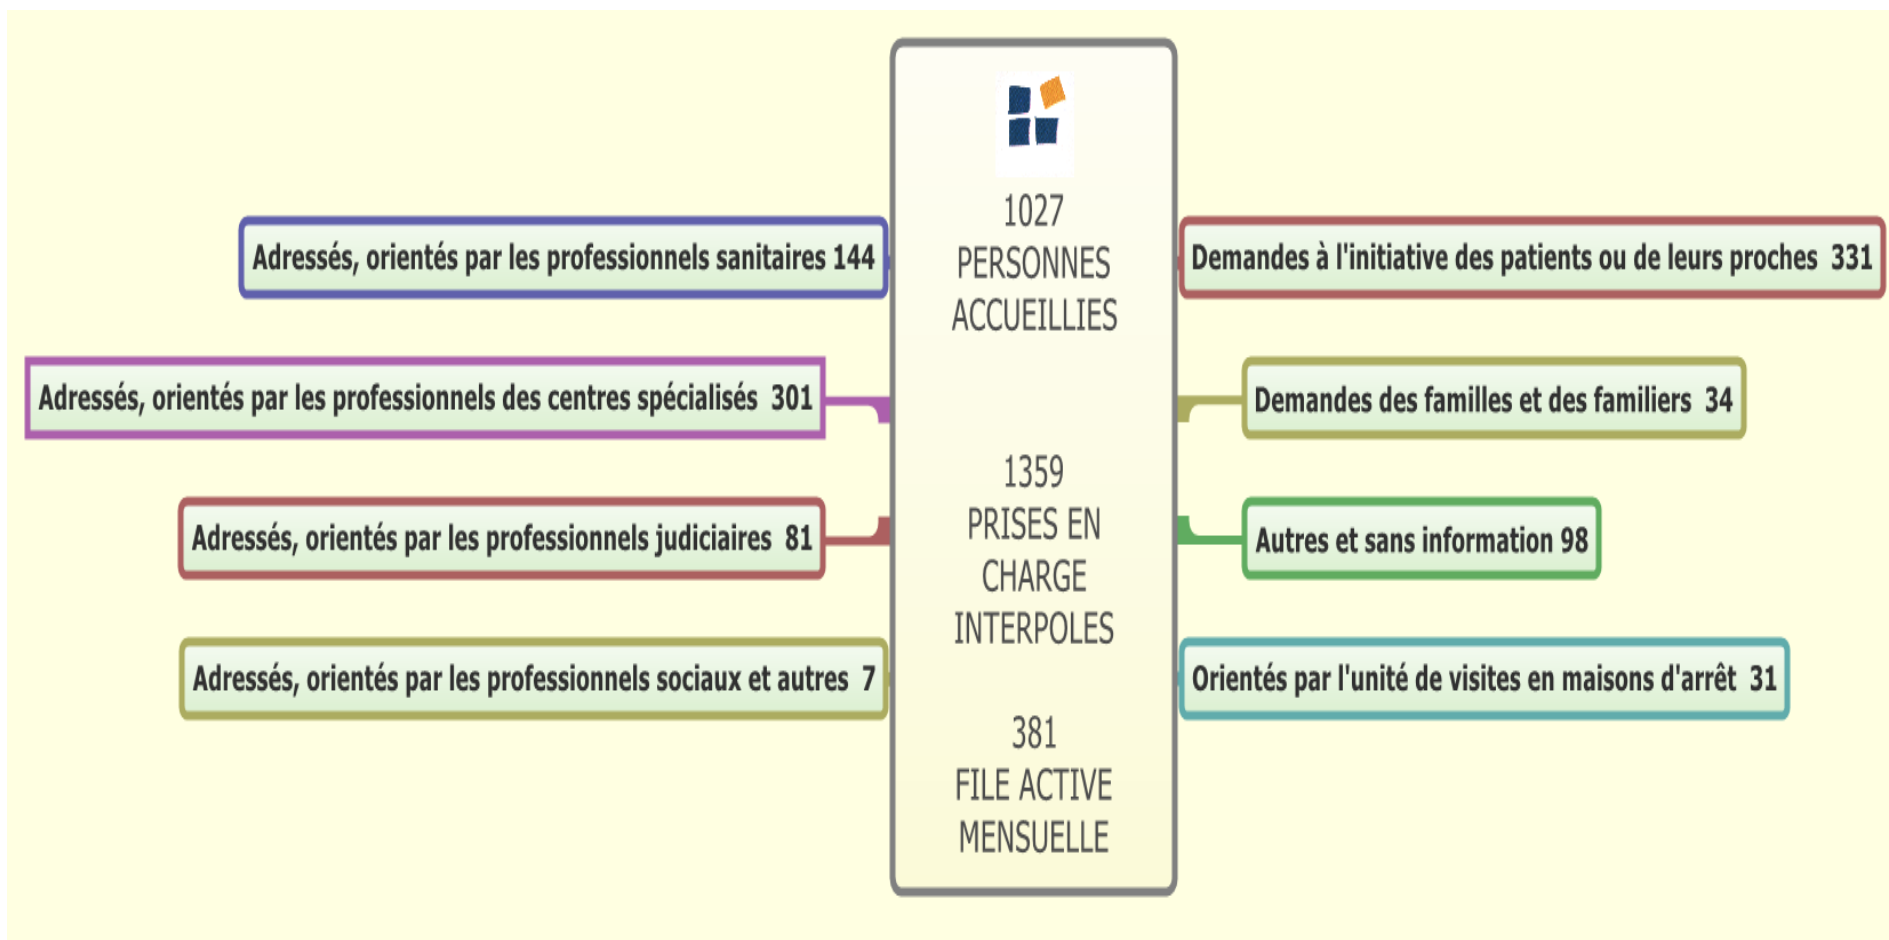 1027
PERSONNES
ACCUEILLIES
1359
PRISES EN
CHARGE
INTERPOLES
381
FILE ACTIVE
MENSUELLE
Adressés, orientés par les professionnels sanitaires 144
Adressés, orientés par les professionnels des centres spécialisés 301
Adressés, orientés par les professionnels judiciaires 81
Adressés, orientés par les professionnels sociaux et autres 7
Demandes à l'initiative des patients ou de leurs proches 331
Demandes des familles et des familiers 34
Autres et sans information 98
Orientés par l'unité de visites en maisons d'arrêt 31